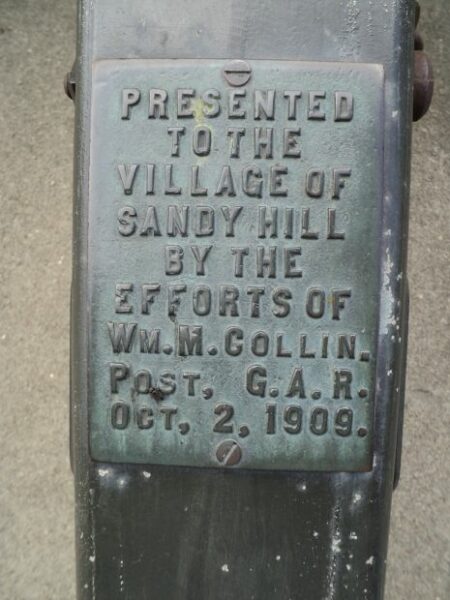 PRESENTED
TO THE
VILLAGE OF
SANDY HILL
BY THE
EFFORTS OF
WM. M. COLLIN.
POST, G.A.R.
OCT, 2, 1909.